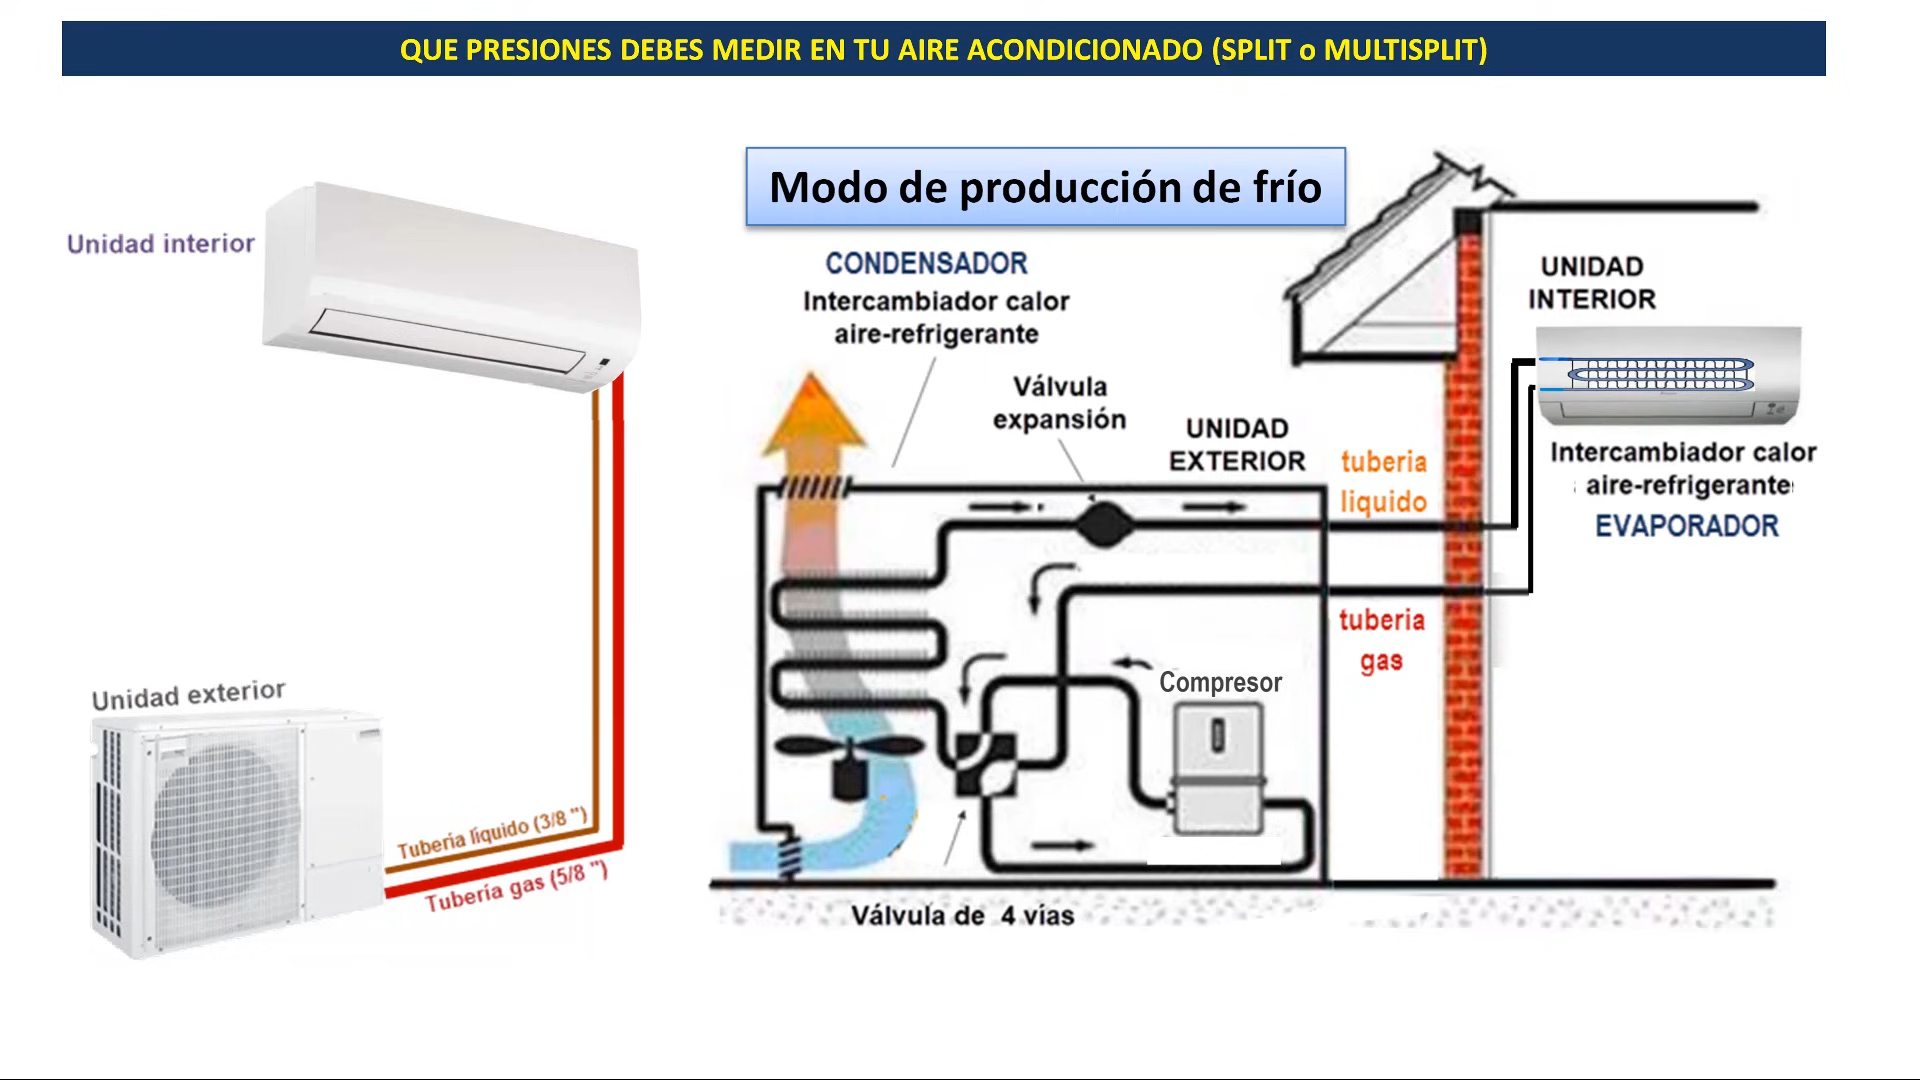 QUE PRESIONES DEBES MEDIR EN TU AIRE ACONDICIONADO (SPLIT o MULTISPLIT)
Modo de producción de frío
Unidad interior
CONDENSADOR
Intercambiador calor
aire-refrigerante
Válvula
expansión
UNIDAD
EXTERIOR
tuberia
liquido
UNIDAD
INTERIOR
Intercambiador calor
aire-refrigerante
EVAPORADOR
tuberia
gas
Compresor
Unidad exterior
Tubería líquido (3/8 ")
Tubería gas (5/8 ")
Válvula de 4 vías